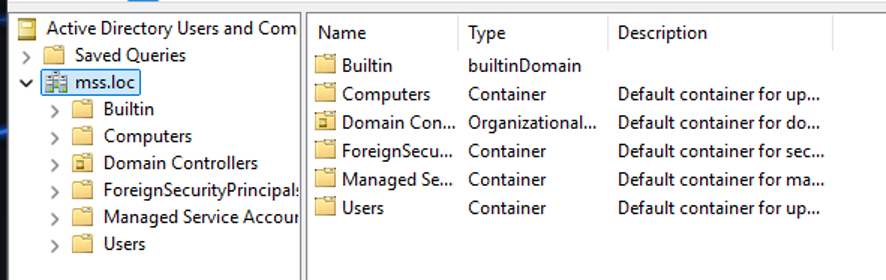 Active Directory Users and Com
Saved Queries
mss.loc
Builtin
Computers
Domain Controllers
ForeignSecurityPrincipals
Managed Service Accour
Users
Name Type Description
Builtin builtinDomain
Computers Container Default container for up...
Domain Con... Organizational... Default container for do...
ForeignSecu... Container Default container for sec...
Managed Se... Container Default container for ma...
Users Container Default container for up...